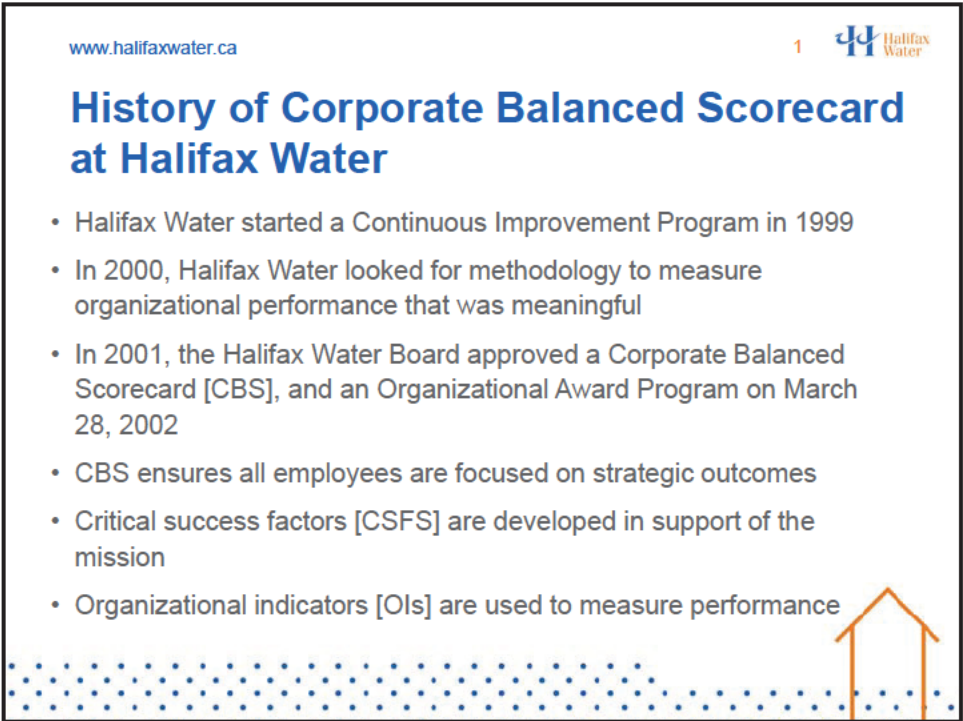 www.halifaxwater.ca
1
Halifax
Water
History of Corporate Balanced Scorecard
at Halifax Water
• Halifax Water started a Continuous Improvement Program in 1999
• In 2000, Halifax Water looked for methodology to measure
organizational performance that was meaningful
• In 2001, the Halifax Water Board approved a Corporate Balanced
Scorecard [CBS], and an Organizational Award Program on March
28, 2002
• CBS ensures all employees are focused on strategic outcomes
• Critical success factors [CSFS] are developed in support of the
mission
• Organizational indicators [OIs] are used to measure performance